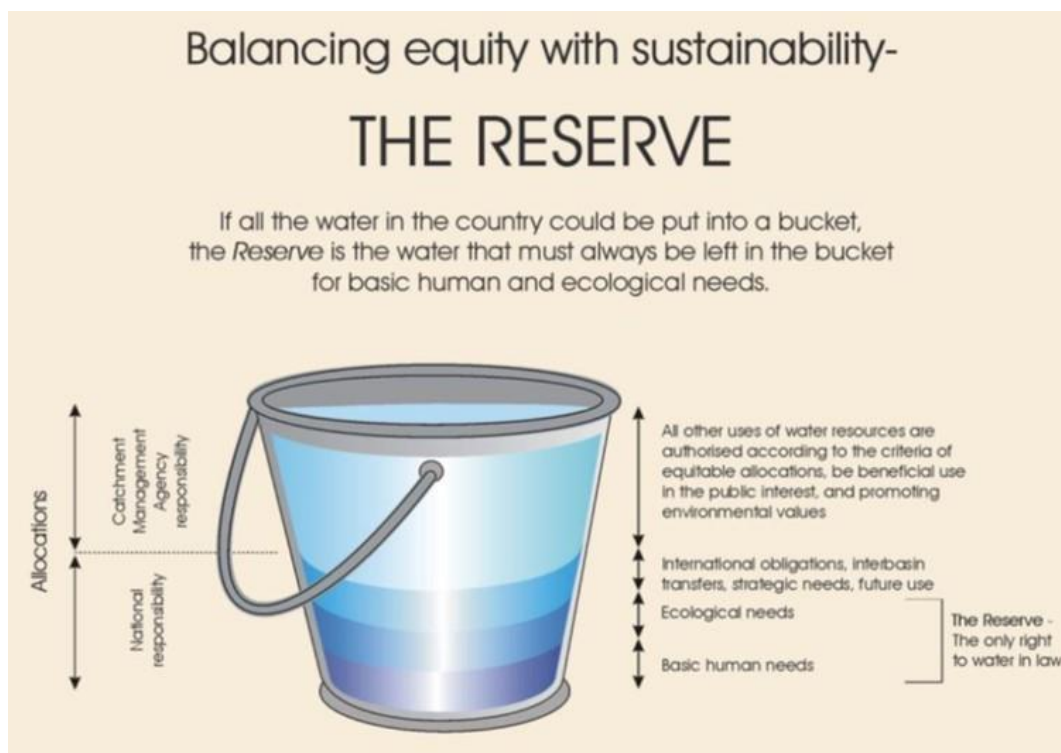 Balancing equity with sustainability-
THE RESERVE
If all the water in the country could be put into a bucket,
the Reserve is the water that must always be left in the bucket
for basic human and ecological needs.
Allocations
Catchment
Management
Agency
responsibility
National
responsibility
All other uses of water resources are
authorised according to the criteria of
equitable allocations, be beneficial use
in the public interest, and promoting
environmental values
International obligations, interbasin
transfers, strategic needs, future use
Ecological needs
Basic human needs
The Reserve -
The only right
to water in law